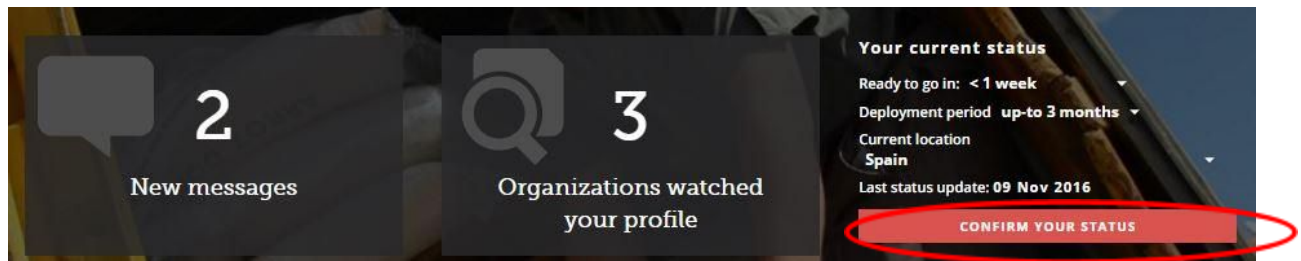 2
New messages
3
Organizations watched
your profile
Your current status
Ready to go in: < 1 week
Deployment period up-to 3 months
Current location
Spain
Last status update: 09 Nov 2016
CONFIRM YOUR STATUS